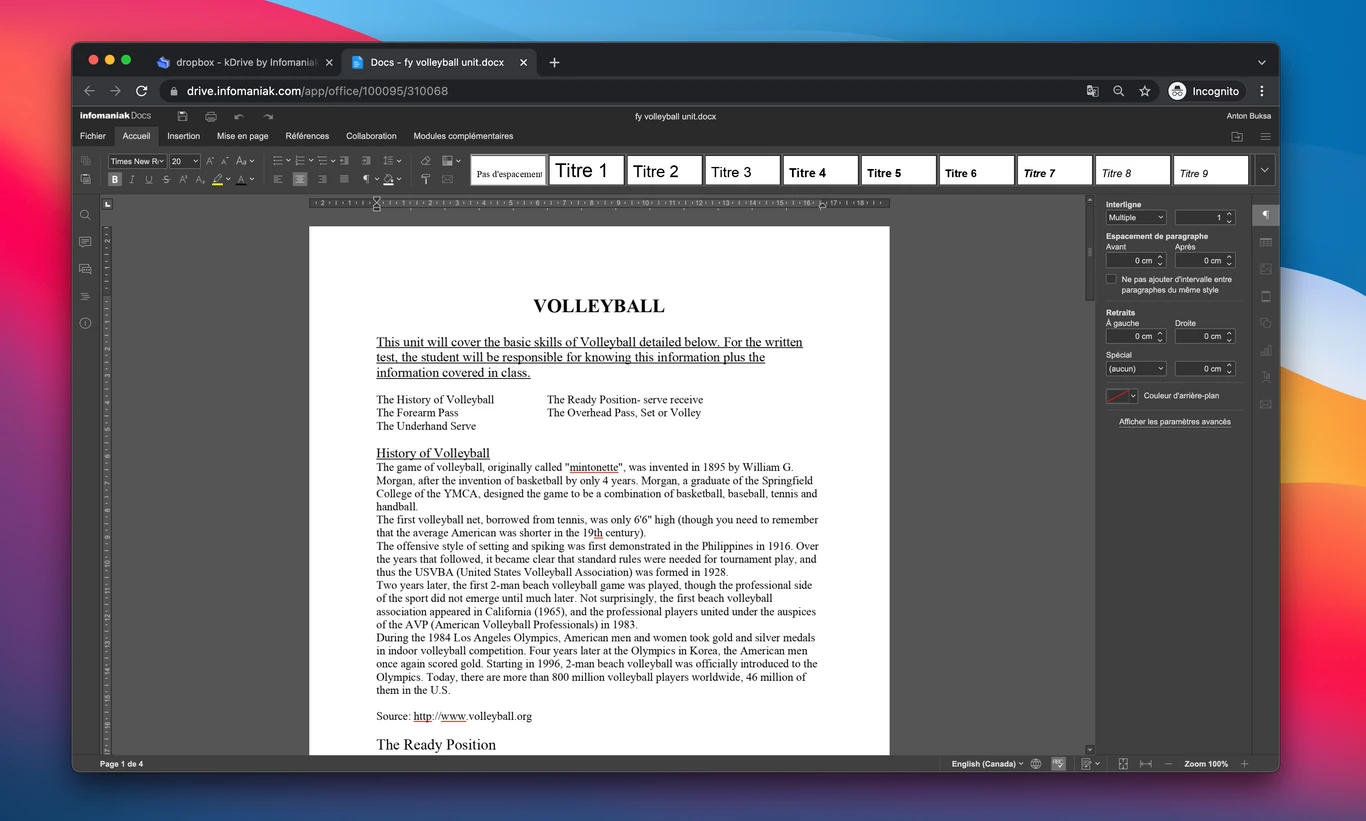 dropbox - kDrive by Infomaniak
Docs - fy volleyball unit.docx
drive.infomaniak.com/app/office/100095/310068
Incognito
infomaniak Docs
fy volleyball unit.docx
Anton Buksa
Fichier Accueil Insertion Mise en page Références Collaboration Modules complémentaires
Times New R 20
Pas d'espacement Titre 1 Titre 2 Titre 3 Titre 4 Titre 5 Titre 6 Titre 7 Titre 8 Titre 9
VOLLEYBALL
This unit will cover the basic skills of Volleyball detailed below. For the written
test, the student will be responsible for knowing this information plus the
information covered in class.
The History of Volleyball The Ready Position- serve receive
The Forearm Pass The Overhead Pass, Set or Volley
The Underhand Serve
History of Volleyball
The game of volleyball, originally called "mintonette", was invented in 1895 by William G.
Morgan, after the invention of basketball by only 4 years. Morgan, a graduate of the Springfield
College of the YMCA, designed the game to be a combination of basketball, baseball, tennis and
handball.
The first volleyball net, borrowed from tennis, was only 6'6" high (though you need to remember
that the average American was shorter in the 19th century).
The offensive style of setting and spiking was first demonstrated in the Philippines in 1916. Over
the years that followed, it became clear that standard rules were needed for tournament play, and
thus the USVBA (United States Volleyball Association) was formed in 1928.
Two years later, the first 2-man beach volleyball game was played, though the professional side
of the sport did not emerge until much later. Not surprisingly, the first beach volleyball
association appeared in California (1965), and the professional players united under the auspices
of the AVP (American Volleyball Professionals) in 1983.
During the 1984 Los Angeles Olympics, American men and women took gold and silver medals
in indoor volleyball competition. Four years later at the Olympics in Korea, the American men
once again scored gold. Starting in 1996, 2-man beach volleyball was officially introduced to the
Olympics. Today, there are more than 800 million volleyball players worldwide, 46 million of
them in the U.S.
Source: http://www.volleyball.org
The Ready Position
Interligne
Multiple 1
Espacement de paragraphe
Avant Après
0 cm 0 cm
Ne pas ajouter d'intervalle entre
paragraphes du même style
Retraits
À gauche Droite
0 cm 0 cm
Spécial
(aucun) 0 cm
Couleur d'arrière-plan
Afficher les paramètres avancés
Page 1 de 4
English (Canada)
Zoom 100%